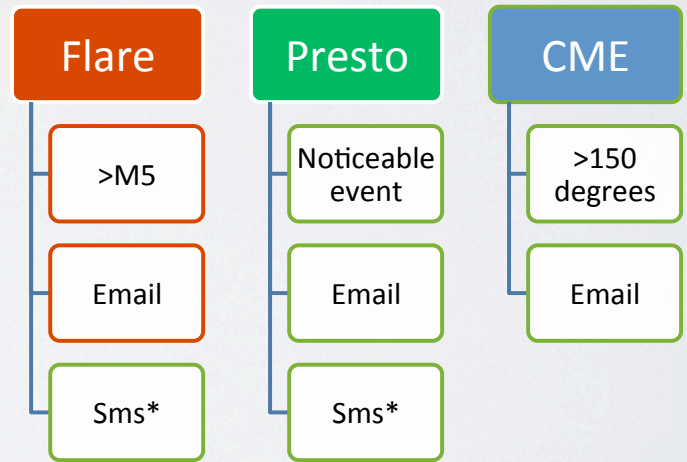 Flare
>M5
Email
Sms*
Presto
Noticeable
event
Email
Sms*
CME
>150
degrees
Email